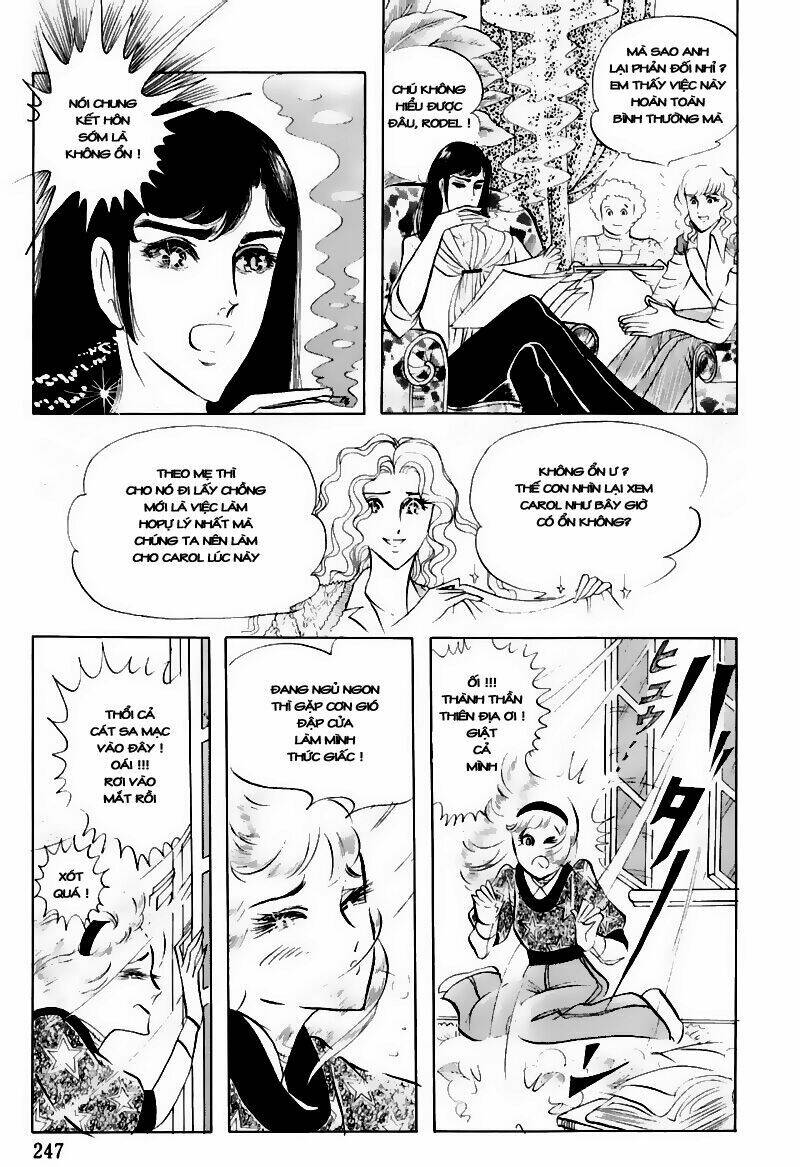 MÀ SAO ANH
LẠI PHẢN ĐỐI NHỈ ?
EM THẤY VIỆC NÀY
HOÀN TOÀN
BÌNH THƯỜNG MÀ
CHÚ KHÔNG
HIỂU ĐƯỢC
ĐÂU, RODEL !
NÓI CHUNG
KẾT HÔN
SỚM LÀ
KHÔNG ỔN !
KHÔNG ỔN Ư ?
THẾ CON NHÌN LẠI XEM
CAROL NHƯ BÂY GIỜ
CÓ ỔN KHÔNG?
THEO MẸ THÌ
CHO NÓ ĐI LẤY CHỒNG
MỚI LÀ VIỆC LÀM
HOPỰ LÝ NHẤT MÀ
CHÚNG TA NÊN LÀM
CHO CAROL LÚC NÀY
ỐI !!!
THÀNH THẦN
THIÊN ĐỊA ƠI !
GIẬT
CẢ
MÌNH
ヒュウ
バターン
ĐANG NGỦ NGON
THÌ GẶP CƠN GIÓ
ĐẬP CỬA
LÀM MÌNH
THỨC GIẤC !
THỔI CẢ
CÁT SA MẠC
VÀO ĐÂY !
OÁI !!!
RƠI VÀO
MẮT RỒI
XÓT
QUÁ !
247